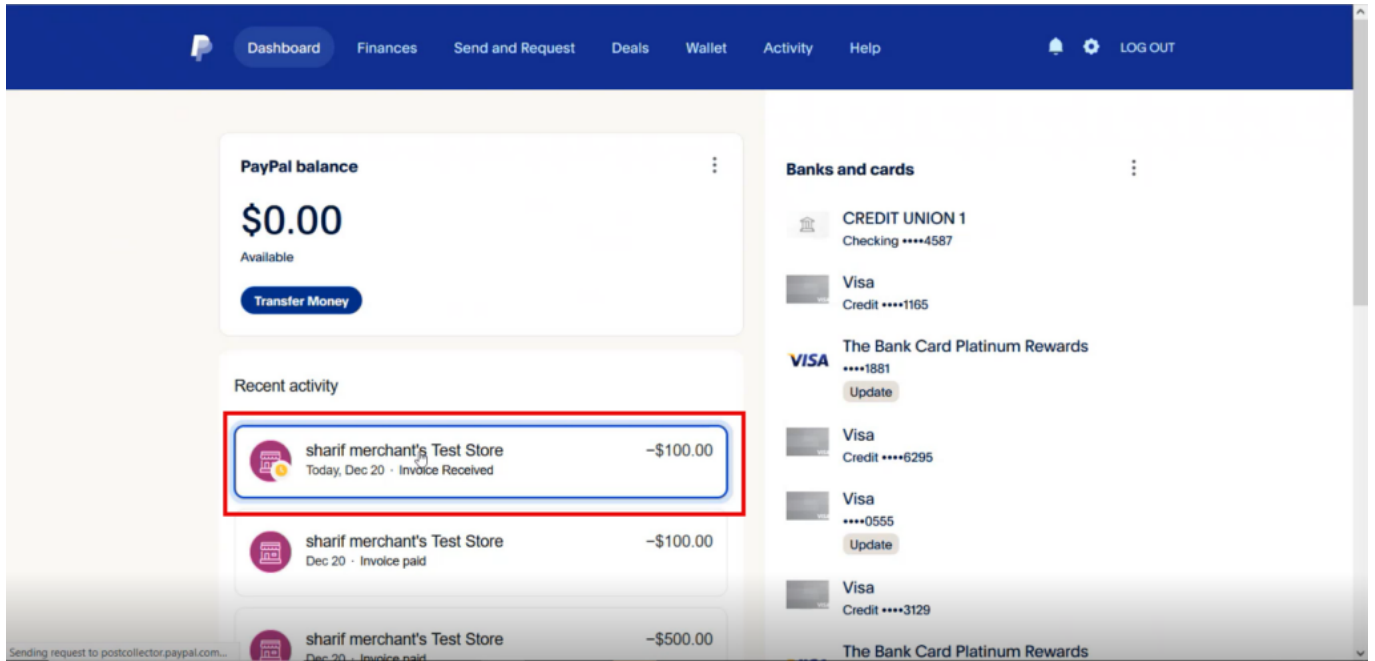 Dashboard Finances Send and Request Deals Wallet Activity Help LOG OUT
PayPal balance
$0.00
Available
Transfer Money
Recent activity
sharif merchant's Test Store −$100.00
Today, Dec 20 · Invoice Received
sharif merchant's Test Store −$100.00
Dec 20 · Invoice paid
sharif merchant's Test Store −$500.00
Dec 20 · Invoice paid
Banks and cards
CREDIT UNION 1
Checking ••••4587
Visa
Credit ••••1165
VISA
The Bank Card Platinum Rewards
••••1881
Update
Visa
Credit ••••6295
Visa
••••0555
Update
Visa
Credit ••••3129
The Bank Card Platinum Rewards
Sending request to postcollector.paypal.com...